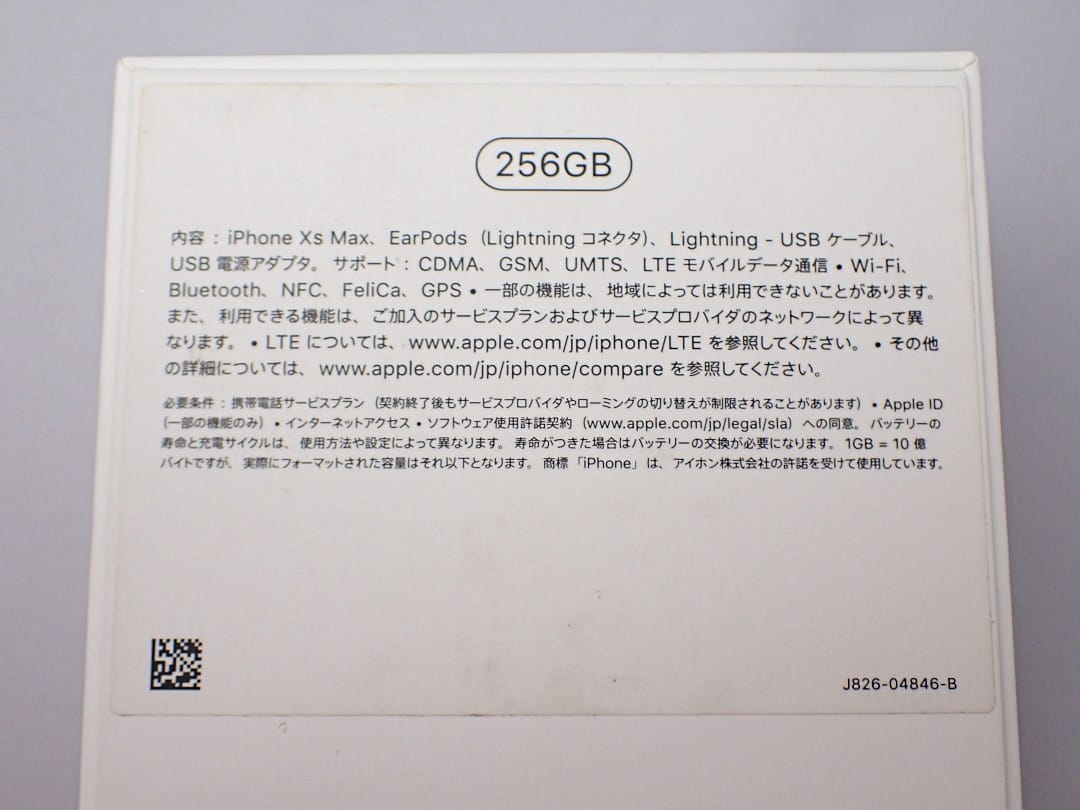 256GB
内容：iPhone Xs Max、EarPods（Lightning コネクタ）、Lightning - USB ケーブル、
USB 電源アダプタ。サポート：CDMA、GSM、UMTS、LTE モバイルデータ通信 • Wi-Fi、
Bluetooth、NFC、FeliCa、GPS • 一部の機能は、地域によっては利用できないことがあります。
また、利用できる機能は、ご加入のサービスプランおよびサービスプロバイダのネットワークによって異
なります。• LTE については、www.apple.com/jp/iphone/LTE を参照してください。• その他
の詳細については、www.apple.com/jp/iphone/compare を参照してください。
必要条件：携帯電話サービスプラン（契約終了後もサービスプロバイダやローミングの切り替えが制限されることがあります）• Apple ID
（一部の機能のみ）• インターネットアクセス • ソフトウェア使用許諾契約（www.apple.com/jp/legal/sla）への同意。バッテリーの
寿命と充電サイクルは、使用方法や設定によって異なります。寿命がつきた場合はバッテリーの交換が必要になります。1GB = 10 億
バイトですが、実際にフォーマットされた容量はそれ以下となります。商標「iPhone」は、アイホン株式会社の許諾を受けて使用しています。
J826-04846-B